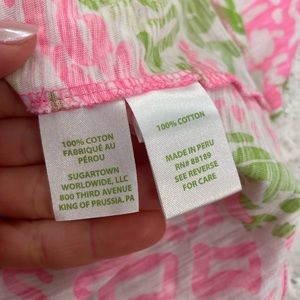 100% COTON
FABRIQUÉ AU
PÉROU
SUGARTOWN
WORLDWIDE, LLC
800 THIRD AVENUE
KING OF PRUSSIA. PA
100% COTTON
MADE IN PERU
RN# 88189
SEE REVERSE
FOR CARE